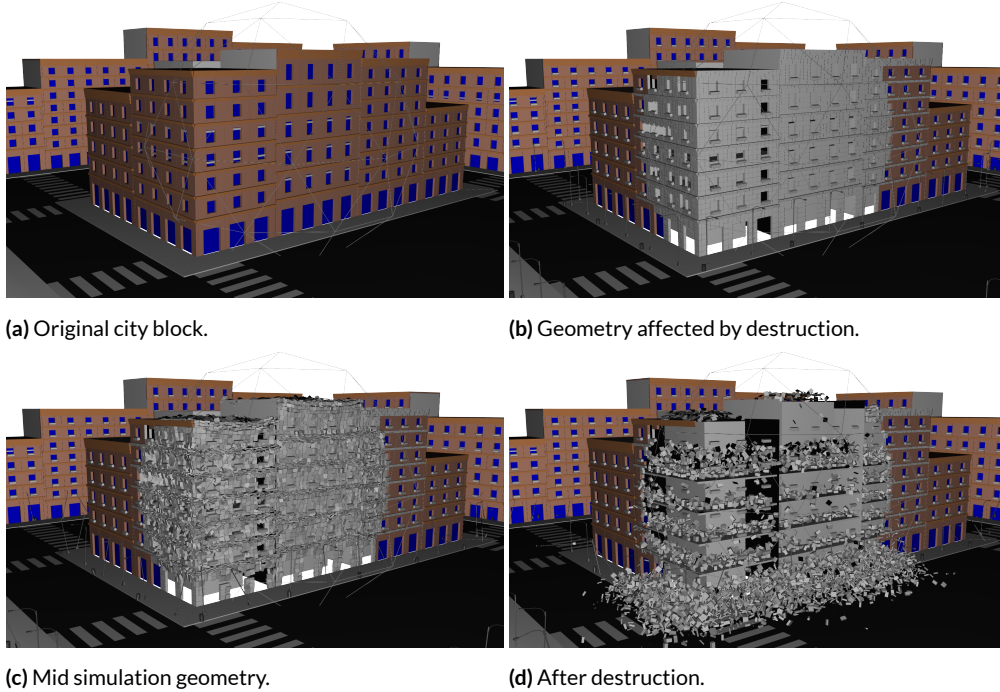 (a) Original city block.
(b) Geometry affected by destruction.
(c) Mid simulation geometry.
(d) After destruction.